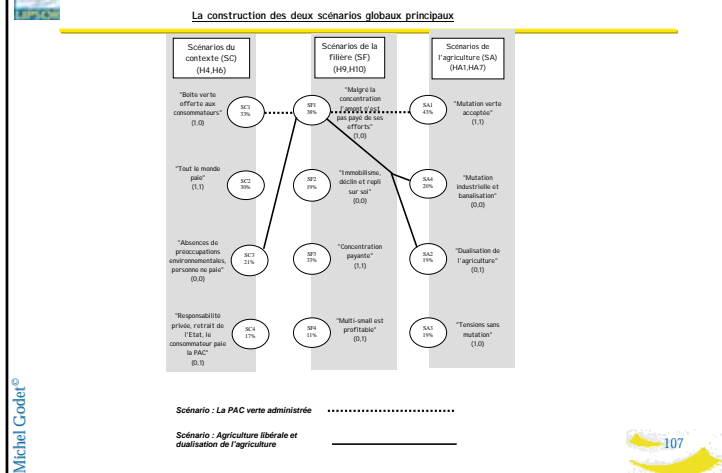 La construction des deux scénarios globaux principaux
Scénarios du
contexte (SC)
(H4,H6)
Scénarios de la
filière (SF)
(H9,H10)
Scénarios de
l'agriculture (SA)
(HA1,HA7)
"Boîte verte
offerte aux
consommateurs"
(1,0)
SC1
33%
SF1
38%
"Malgré la
concentration
l'amont n'est
pas payé de ses
efforts"
(1,0)
SA1
43%
"Mutation verte
acceptée"
(1,1)
"Tout le monde
paie"
(1,1)
SC2
30%
SF2
19%
"Immobilisme,
déclin et repli
sur soi"
(0,0)
SA4
20%
"Mutation
industrielle et
banalisation"
(0,0)
"Absences de
préoccupations
environnementales,
personne ne paie"
(0,0)
SC3
21%
SF3
33%
"Concentration
payante"
(1,1)
SA2
19%
"Dualisation de
l'agriculture"
(0,1)
"Responsabilité
privée, retrait de
l'Etat, le
consommateur paie
la PAC"
(0,1)
SC4
17%
SF4
11%
"Multi-small est
profitable"
(0,1)
SA3
19%
"Tensions sans
mutation"
(1,0)
Scénario : La PAC verte administrée
Scénario : Agriculture libérale et
dualisation de l'agriculture
Michel Godet©
107